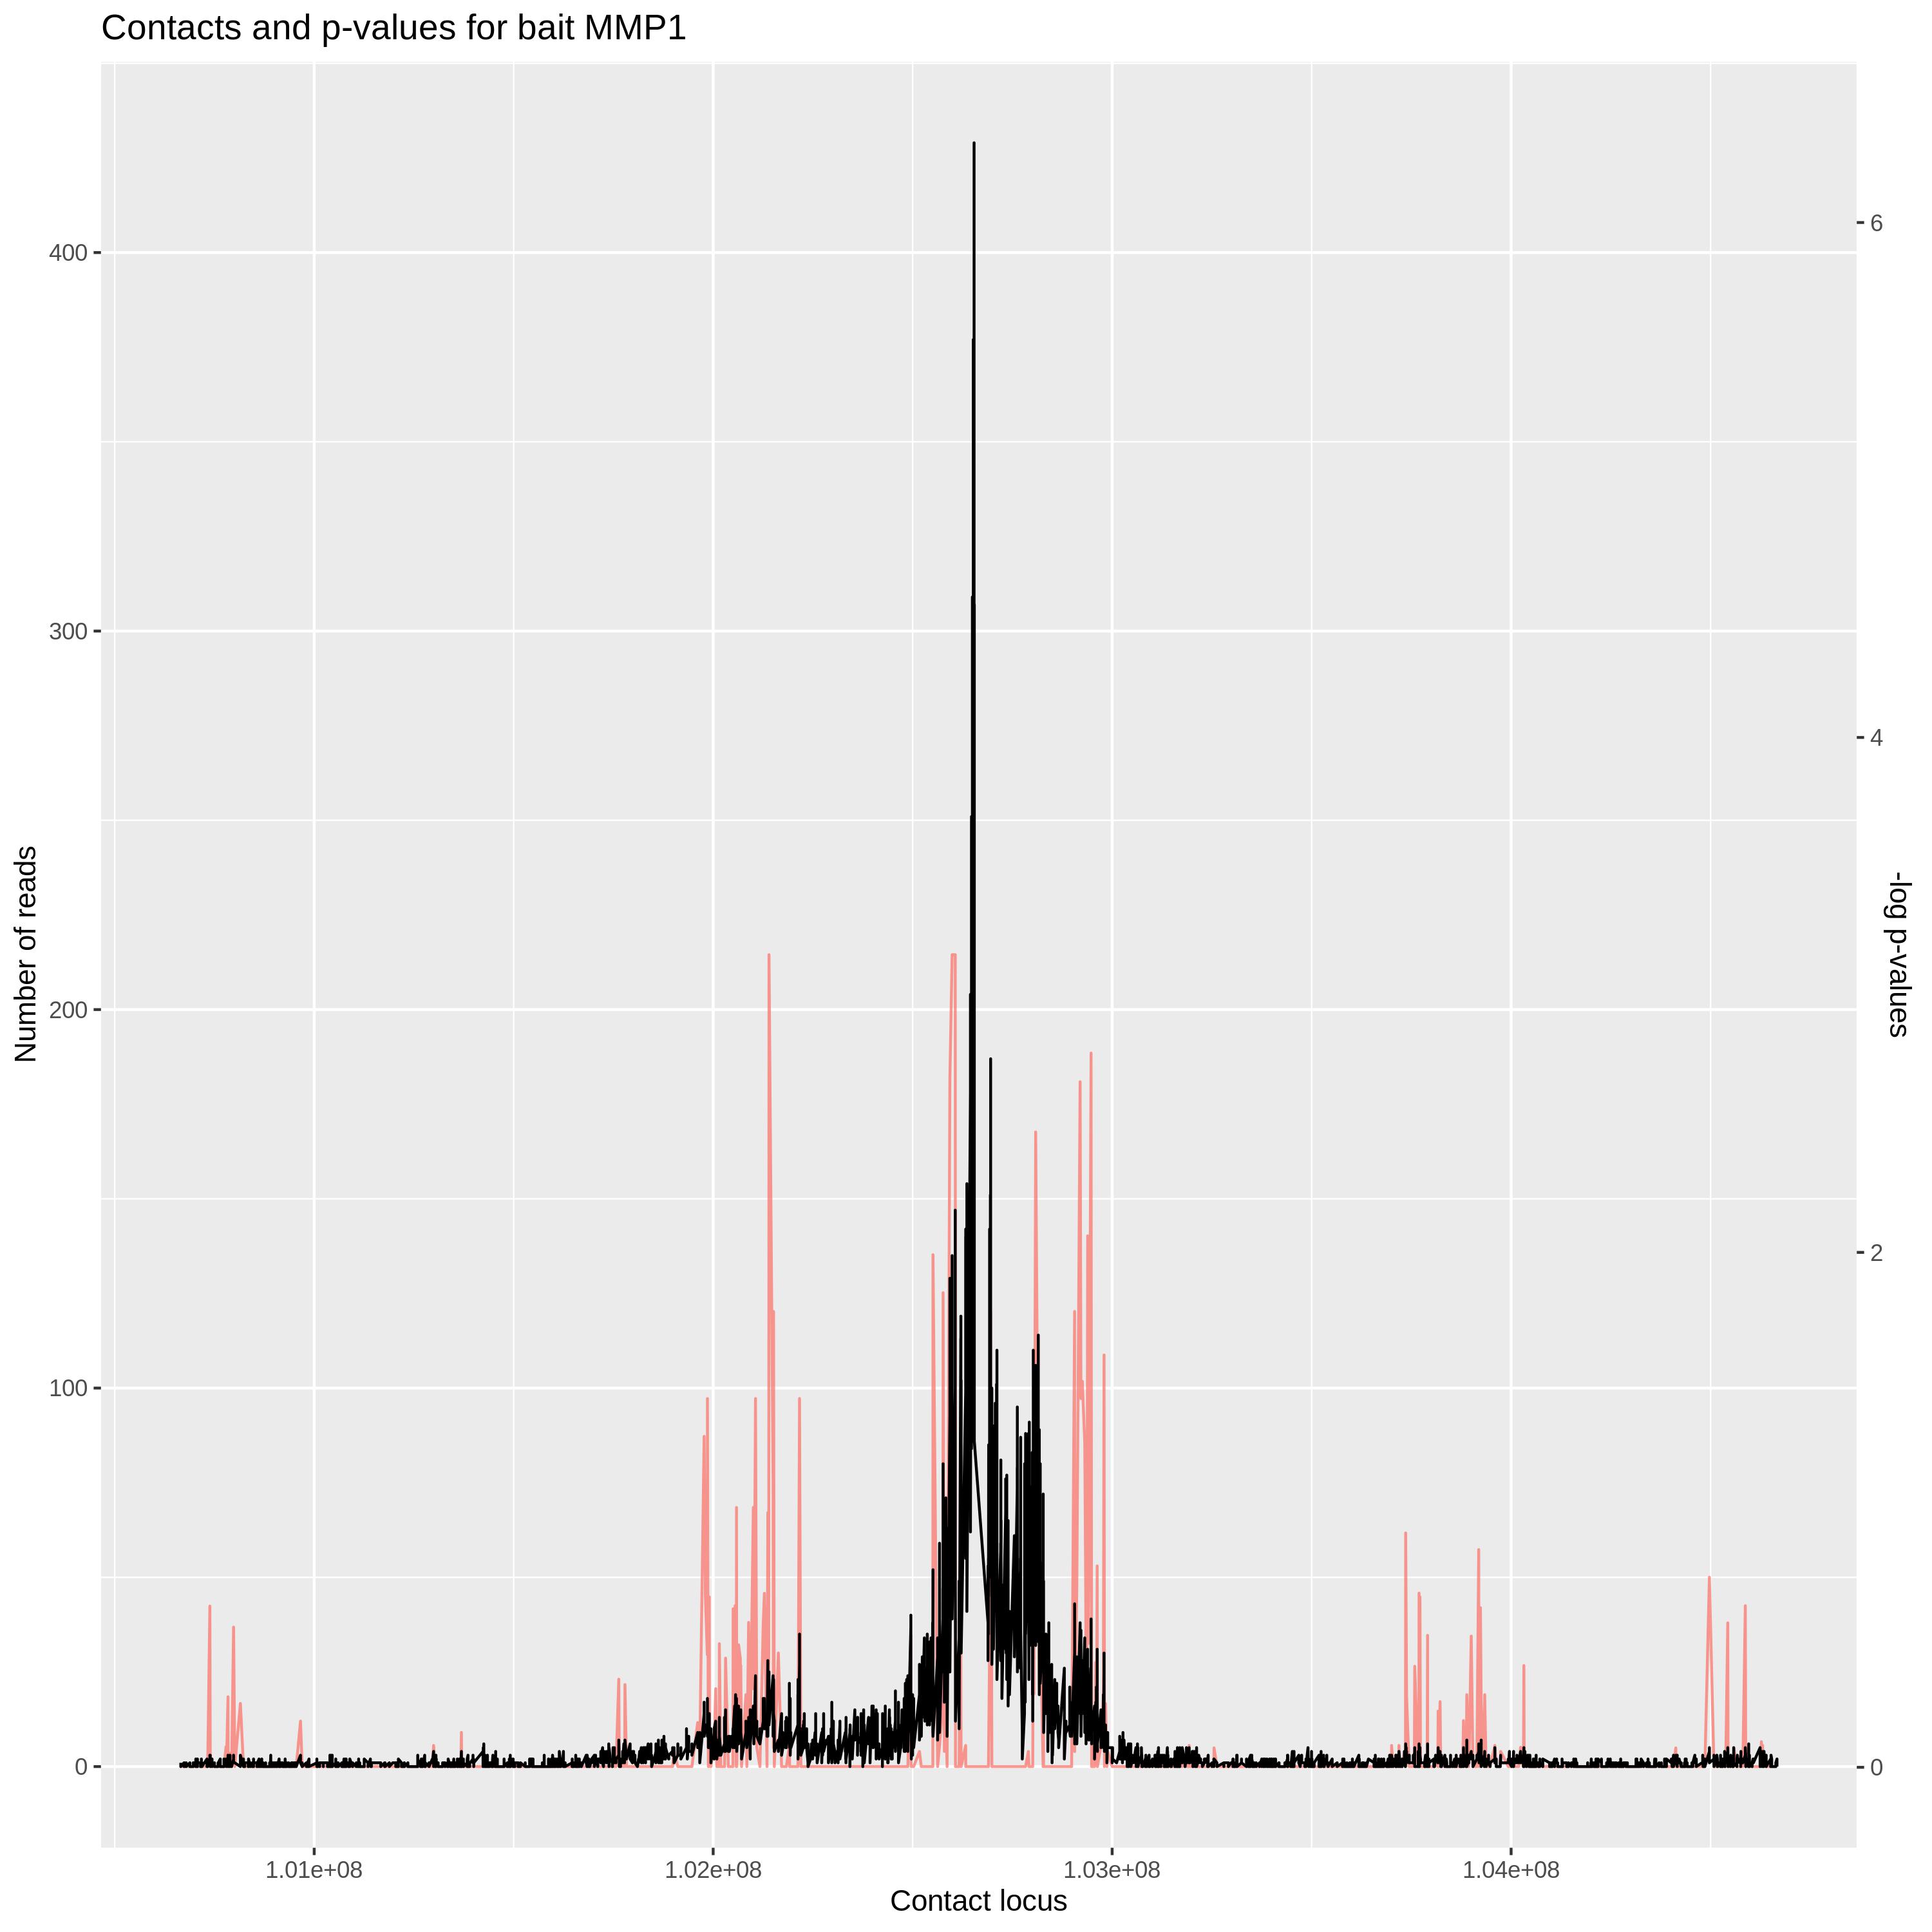 Contacts and p-values for bait MMP1
Number of reads
400
300
200
100
0
6
4
2
0
-log p-values
1.01e+08
1.02e+08
1.03e+08
1.04e+08
Contact locus